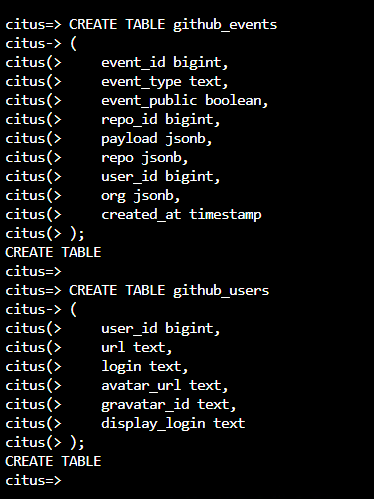 citus=> CREATE TABLE github_events
citus-> (
citus(>     event_id bigint,
citus(>     event_type text,
citus(>     event_public boolean,
citus(>     repo_id bigint,
citus(>     payload jsonb,
citus(>     repo jsonb,
citus(>     user_id bigint,
citus(>     org jsonb,
citus(>     created_at timestamp
citus(> );
CREATE TABLE
citus=>
citus=> CREATE TABLE github_users
citus-> (
citus(>     user_id bigint,
citus(>     url text,
citus(>     login text,
citus(>     avatar_url text,
citus(>     gravatar_id text,
citus(>     display_login text
citus(> );
CREATE TABLE
citus=>